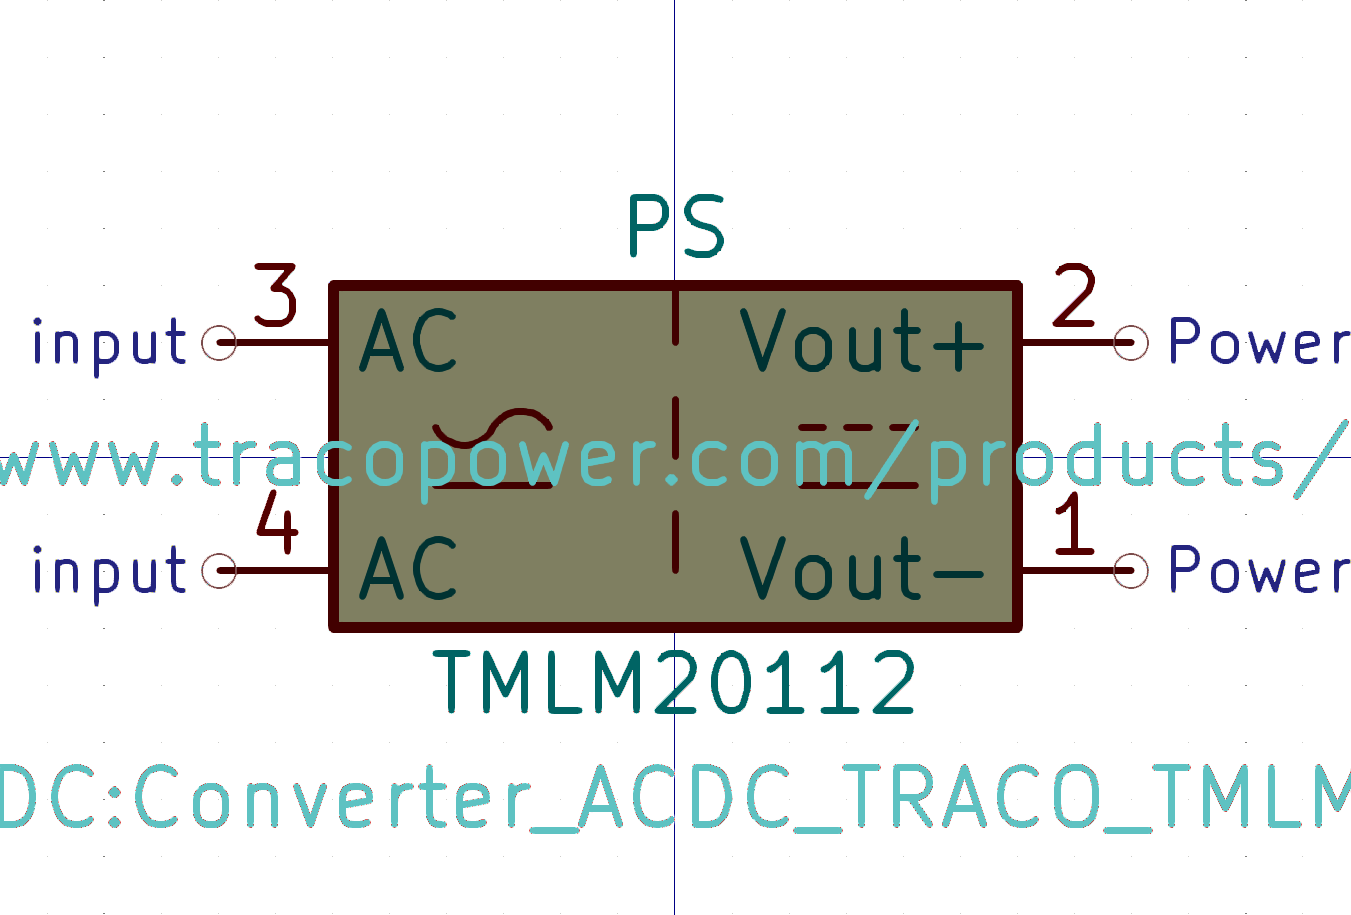 PS
3 2
input AC Vout+ Power
www.tracopower.com/products/
4 1
input AC Vout− Power
TMLM20112
DC:Converter_ACDC_TRACO_TMLM